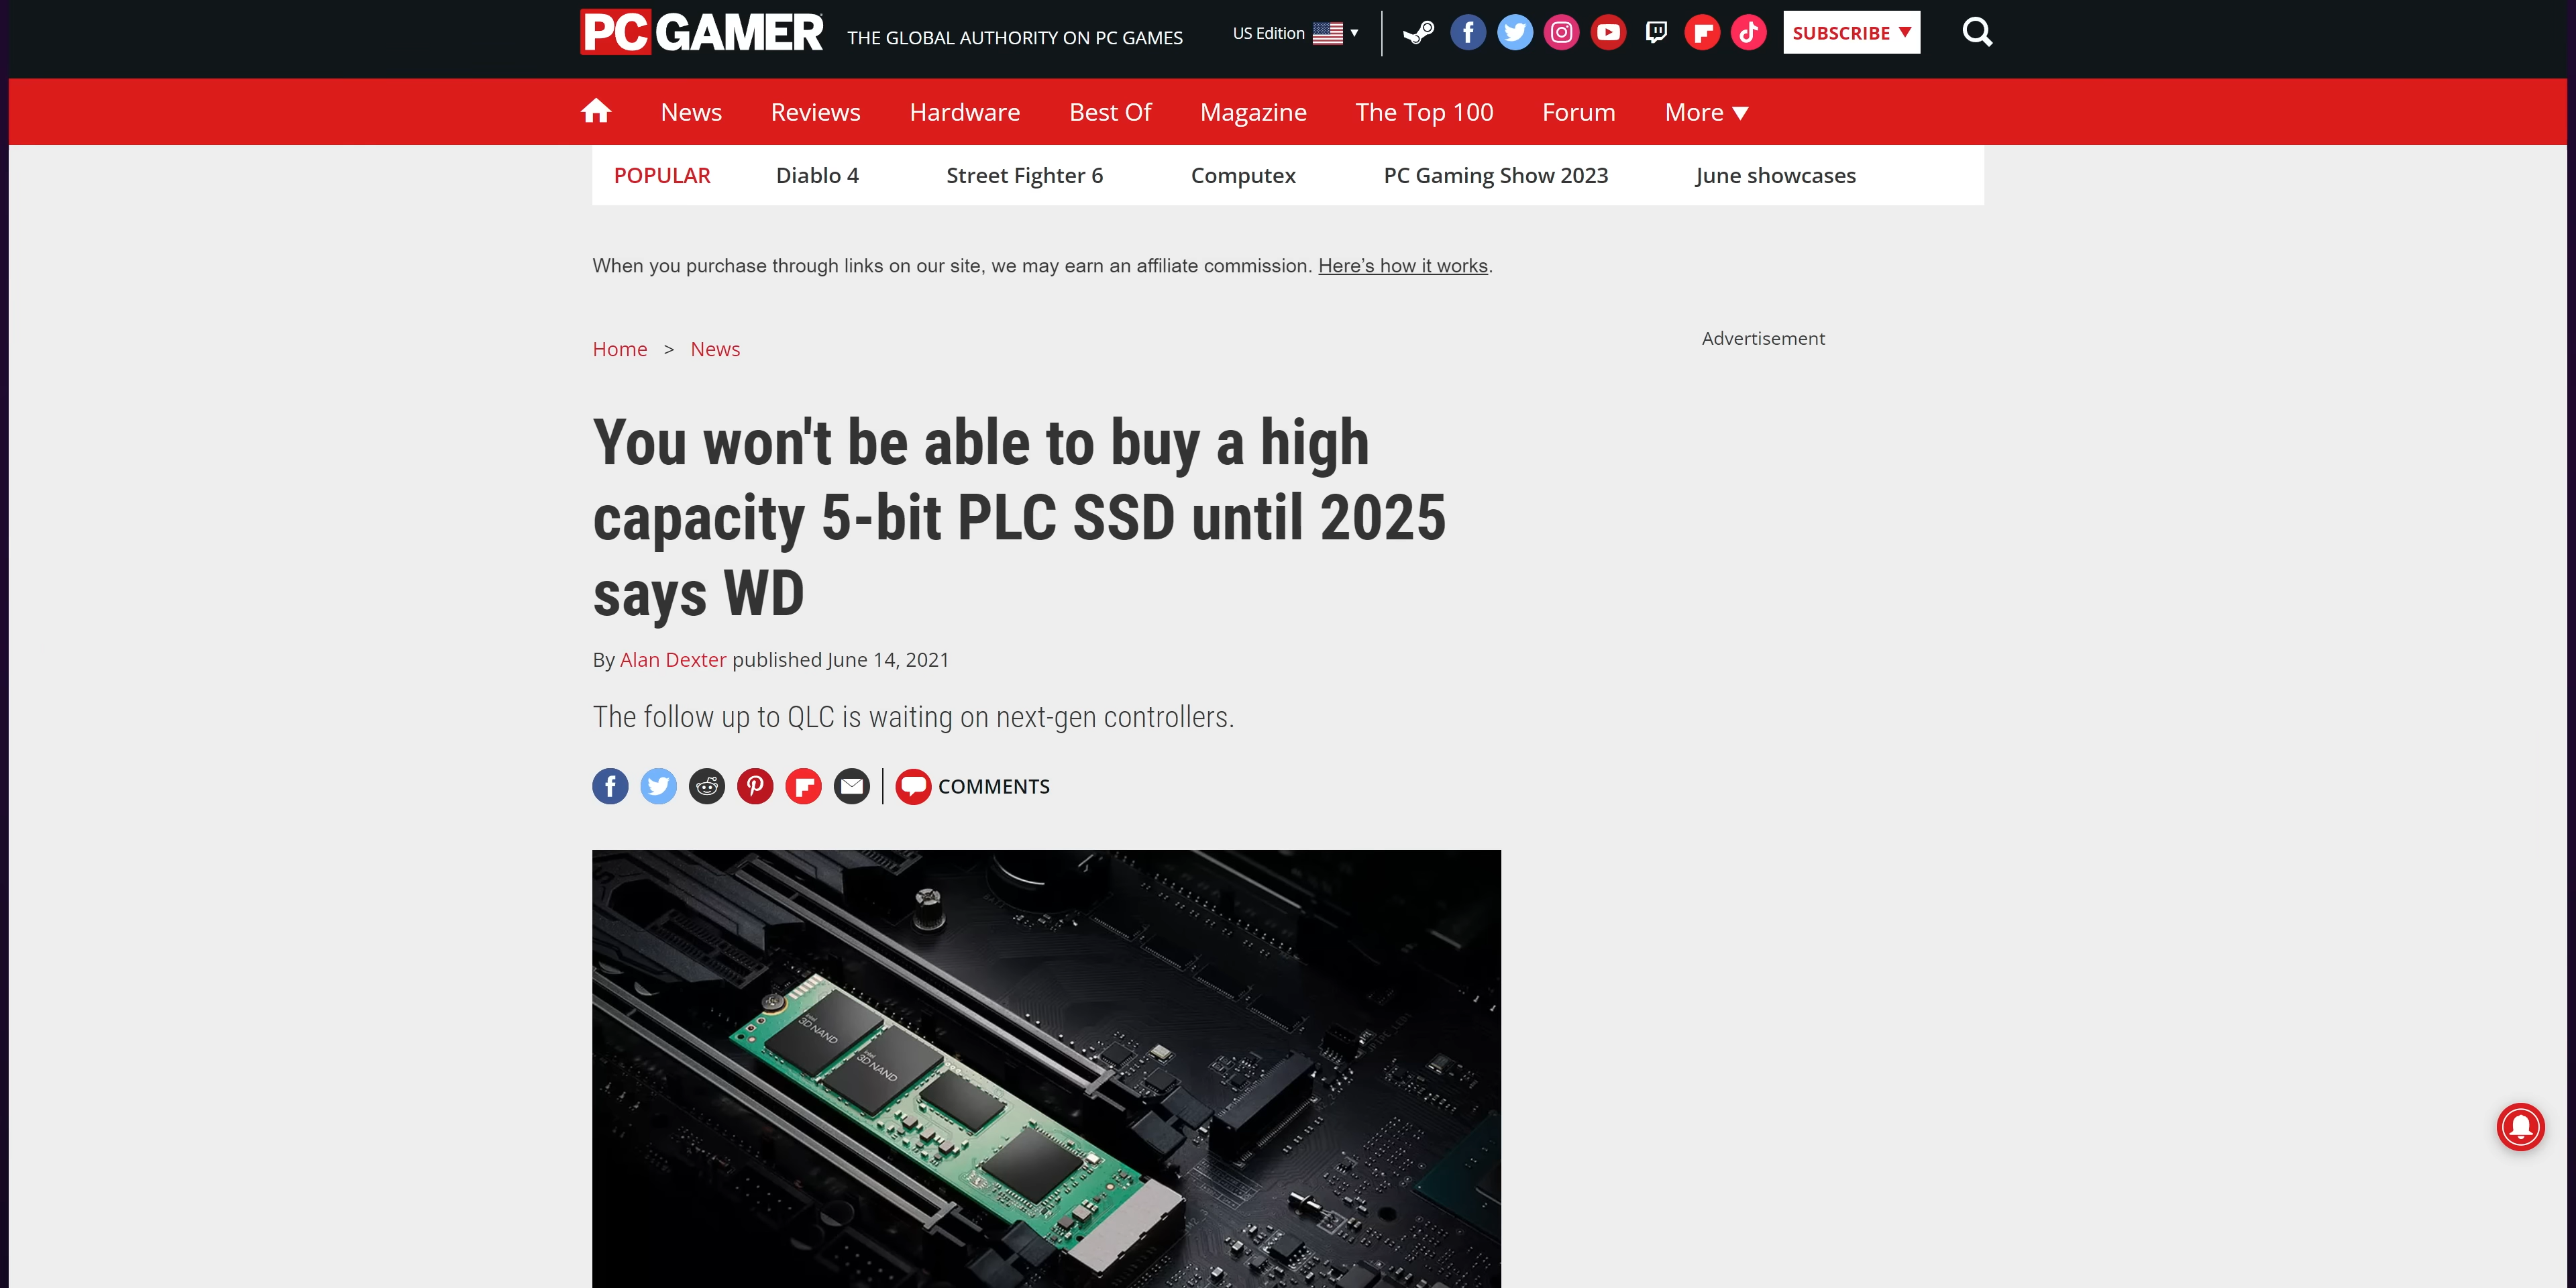 PC GAMER
THE GLOBAL AUTHORITY ON PC GAMES
US Edition
SUBSCRIBE
News
Reviews
Hardware
Best Of
Magazine
The Top 100
Forum
More
POPULAR
Diablo 4
Street Fighter 6
Computex
PC Gaming Show 2023
June showcases
When you purchase through links on our site, we may earn an affiliate commission. Here’s how it works.
Home > News
Advertisement
You won't be able to buy a high
capacity 5-bit PLC SSD until 2025
says WD
By Alan Dexter published June 14, 2021
The follow up to QLC is waiting on next-gen controllers.
COMMENTS
intel
3D NAND
intel
3D NAND